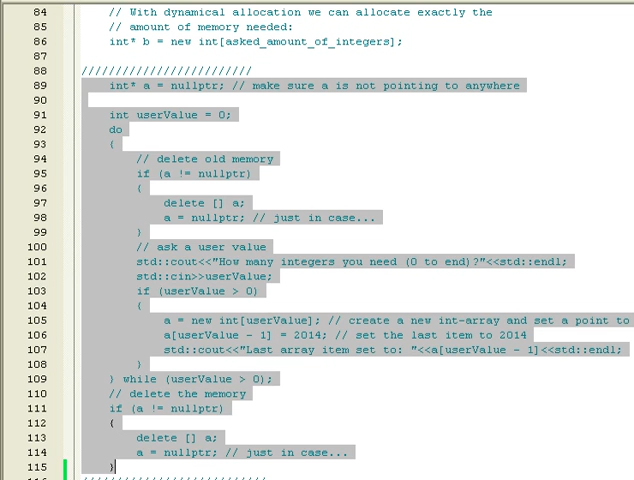 84 // With dynamical allocation we can allocate exactly the
85 // amount of memory needed:
86 int* b = new int[asked_amount_of_integers];
87
88 /////////////////////////
89 int* a = nullptr; // make sure a is not pointing to anywhere
90
91 int userValue = 0;
92 do
93 {
94 // delete old memory
95 if (a != nullptr)
96 {
97 delete [] a;
98 a = nullptr; // just in case...
99 }
100 // ask a user value
101 std::cout<<"How many integers you need (0 to end)?"<<std::endl;
102 std::cin>>userValue;
103 if (userValue > 0)
104 {
105 a = new int[userValue]; // create a new int-array and set a point to
106 a[userValue - 1] = 2014; // set the last item to 2014
107 std::cout<<"Last array item set to: "<<a[userValue - 1]<<std::endl;
108 }
109 } while (userValue > 0);
110 // delete the memory
111 if (a != nullptr)
112 {
113 delete [] a;
114 a = nullptr; // just in case...
115 }